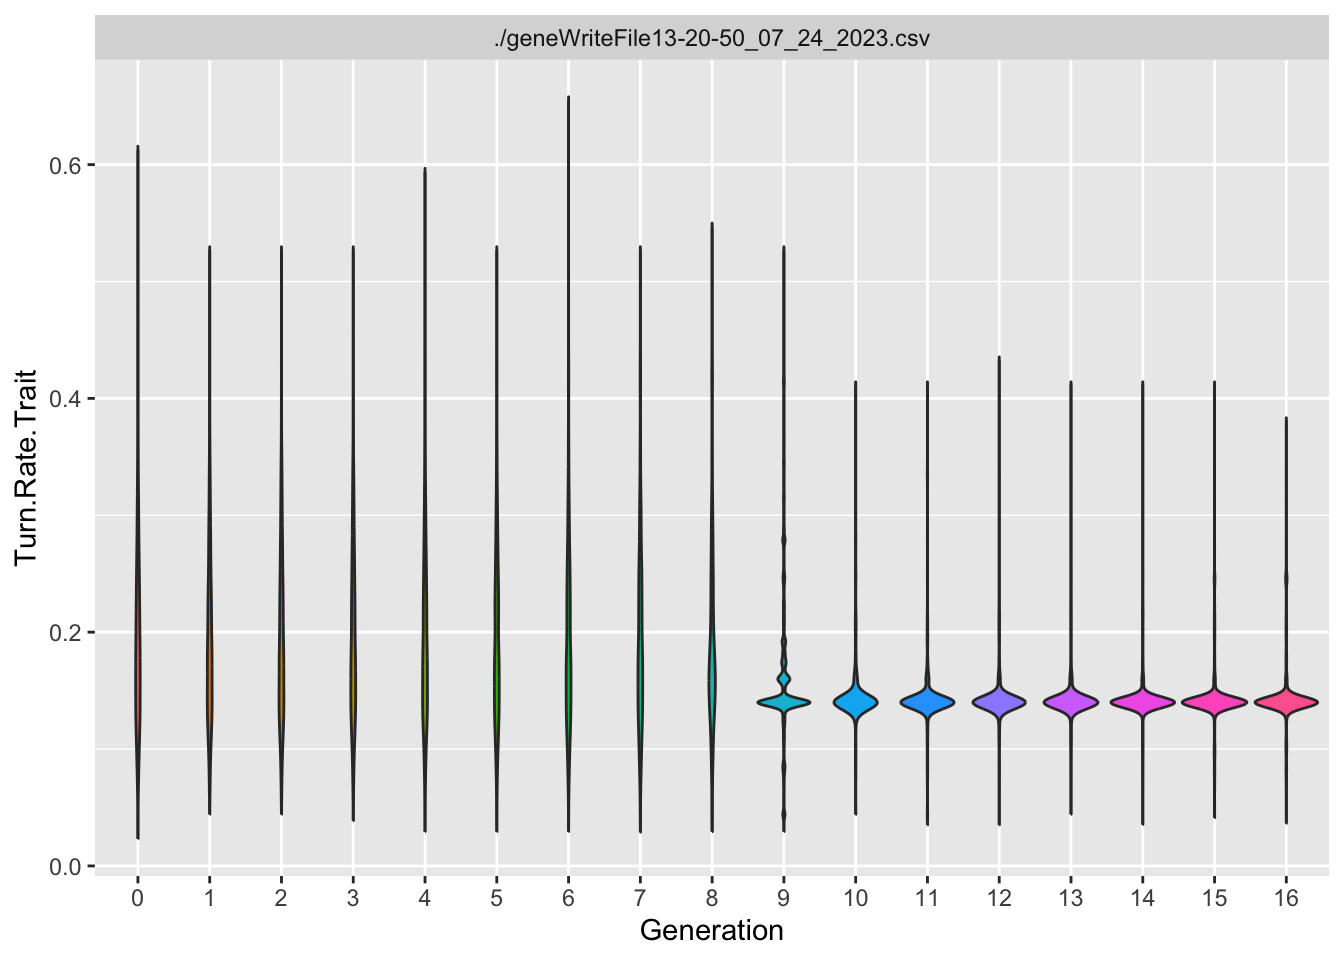 ./geneWriteFile13-20-50_07_24_2023.csv
Turn.Rate.Trait
0.6
0.4
0.2
0.0
0 1 2 3 4 5 6 7 8 9 10 11 12 13 14 15 16
Generation